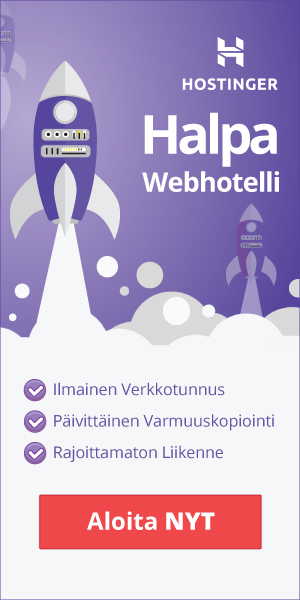 HOSTINGER
Halpa
Webhotelli
Ilmainen Verkkotunnus
Päivittäinen Varmuuskopiointi
Rajoittamaton Liikenne
Aloita NYT